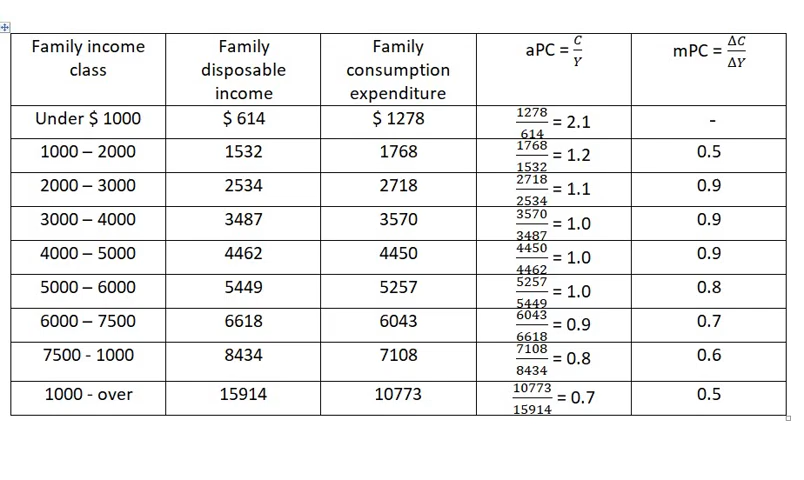 Family income class Family disposable income Family consumption expenditure aPC = C/Y mPC = ΔC/ΔY
Under $ 1000 $ 614 $ 1278 1278/614 = 2.1 -
1000 – 2000 1532 1768 1768/1532 = 1.2 0.5
2000 – 3000 2534 2718 2718/2534 = 1.1 0.9
3000 – 4000 3487 3570 3570/3487 = 1.0 0.9
4000 – 5000 4462 4450 4450/4462 = 1.0 0.9
5000 – 6000 5449 5257 5257/5449 = 1.0 0.8
6000 – 7500 6618 6043 6043/6618 = 0.9 0.7
7500 - 1000 8434 7108 7108/8434 = 0.8 0.6
1000 - over 15914 10773 10773/15914 = 0.7 0.5